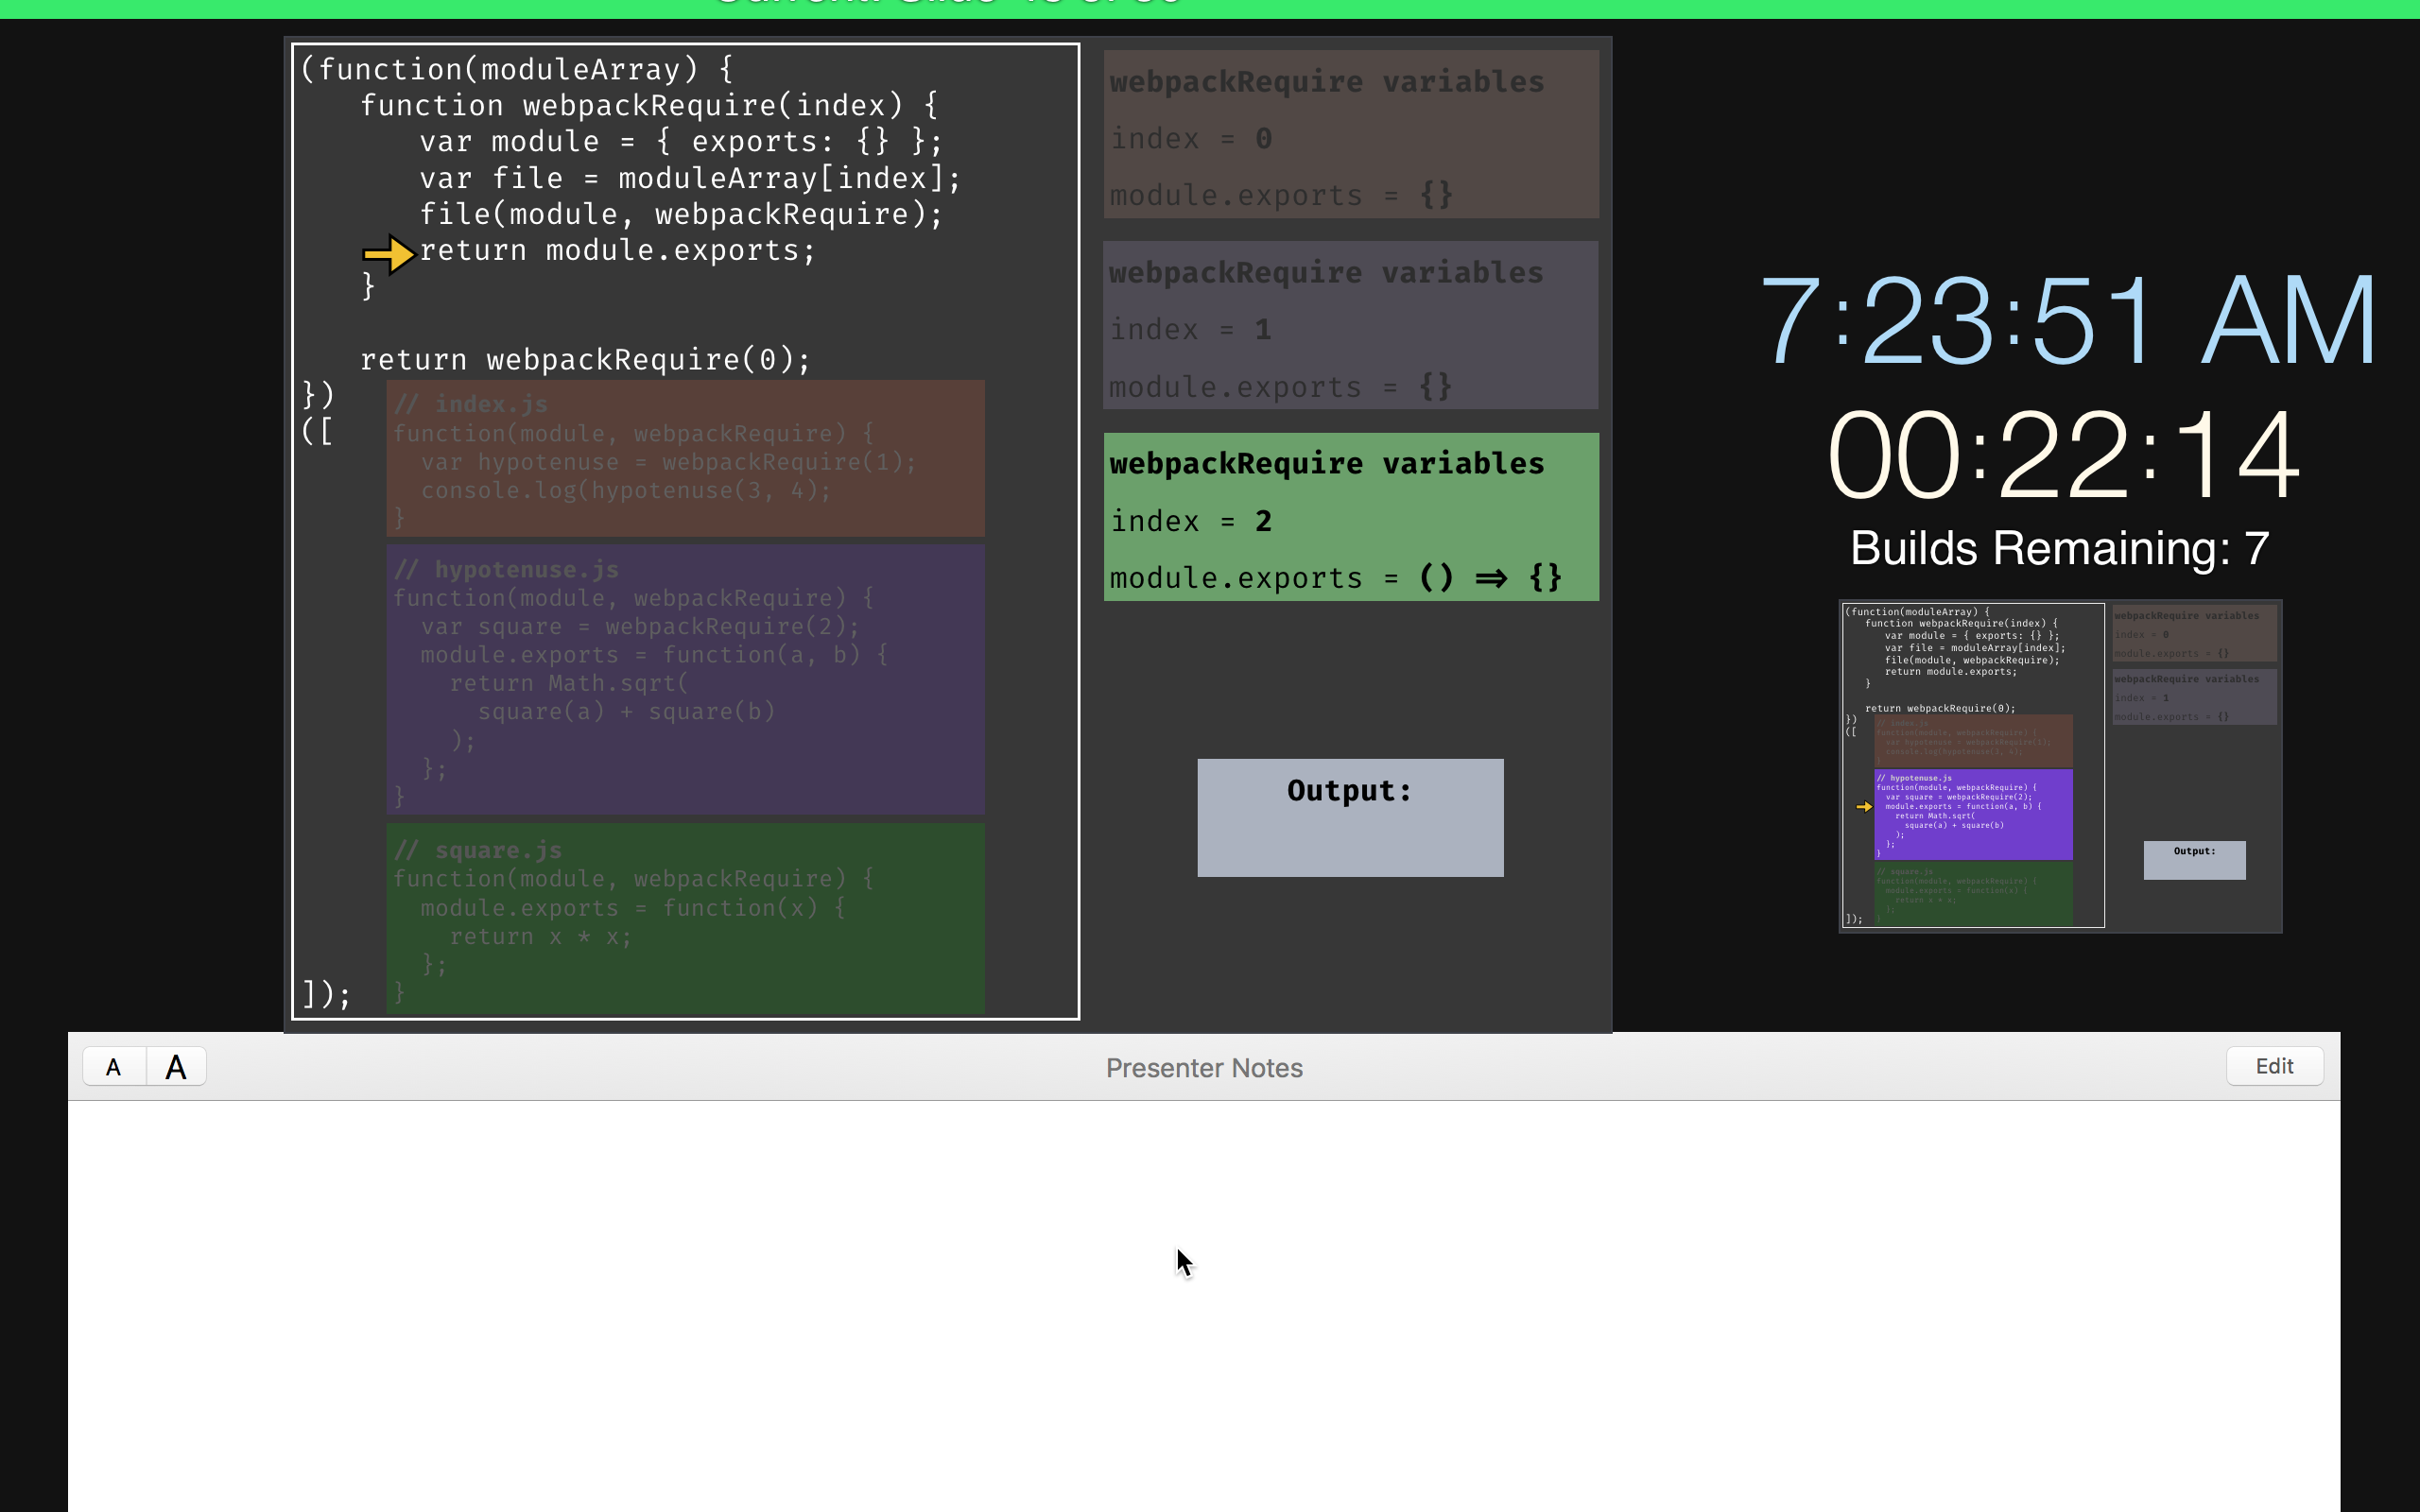 (function(moduleArray) {
function webpackRequire(index) {
var module = { exports: {} };
var file = moduleArray[index];
file(module, webpackRequire);
return module.exports;
}
return webpackRequire(0);
})
([
// index.js
function(module, webpackRequire) {
var hypotenuse = webpackRequire(1);
console.log(hypotenuse(3, 4);
}
// hypotenuse.js
function(module, webpackRequire) {
var square = webpackRequire(2);
module.exports = function(a, b) {
return Math.sqrt(
square(a) + square(b)
);
};
}
// square.js
function(module, webpackRequire) {
module.exports = function(x) {
return x * x;
};
}
]);
webpackRequire variables
index = 0
module.exports = {}
webpackRequire variables
index = 1
module.exports = {}
webpackRequire variables
index = 2
module.exports = () ⇒ {}
Output:
7:23:51 AM
00:22:14
Builds Remaining: 7
(function(moduleArray) {
function webpackRequire(index) {
var module = { exports: {} };
var file = moduleArray[index];
file(module, webpackRequire);
return module.exports;
}
return webpackRequire(0);
})
([
// index.js
function(module, webpackRequire) {
var hypotenuse = webpackRequire(1);
console.log(hypotenuse(3, 4);
}
// hypotenuse.js
function(module, webpackRequire) {
var square = webpackRequire(2);
module.exports = function(a, b) {
return Math.sqrt(
square(a) + square(b)
);
};
}
// square.js
function(module, webpackRequire) {
module.exports = function(x) {
return x * x;
};
}
]);
webpackRequire variables
index = 0
module.exports = {}
webpackRequire variables
index = 1
module.exports = {}
Output:
A A
Presenter Notes
Edit